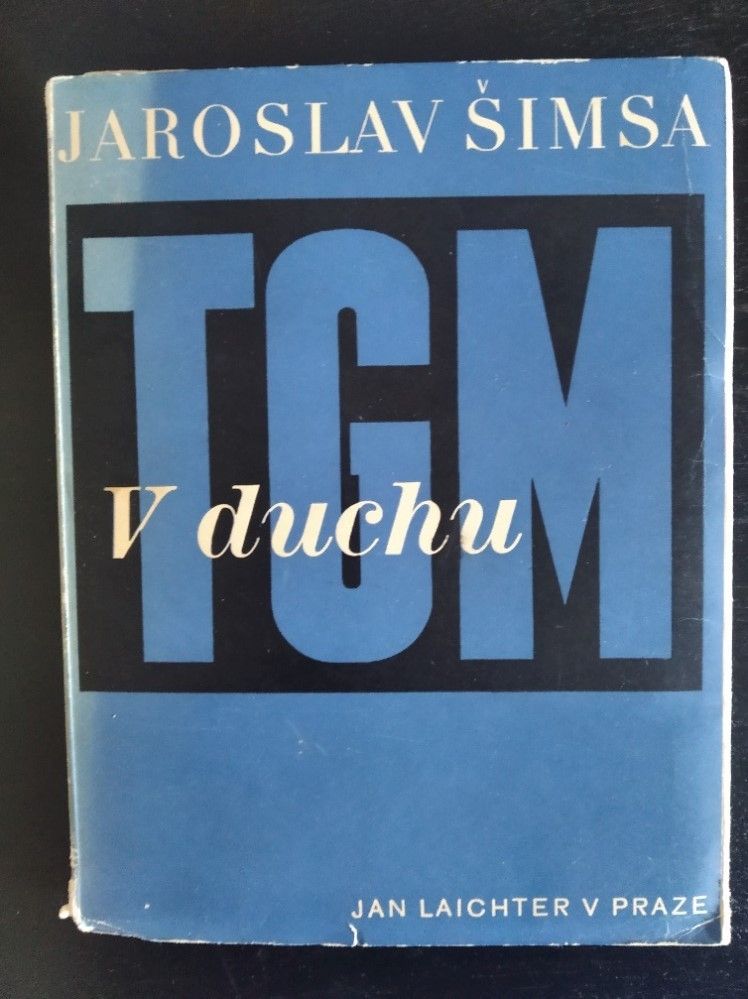 JAROSLAV ŠIMSA
TGM
V duchu
JAN LAICHTER V PRAZE